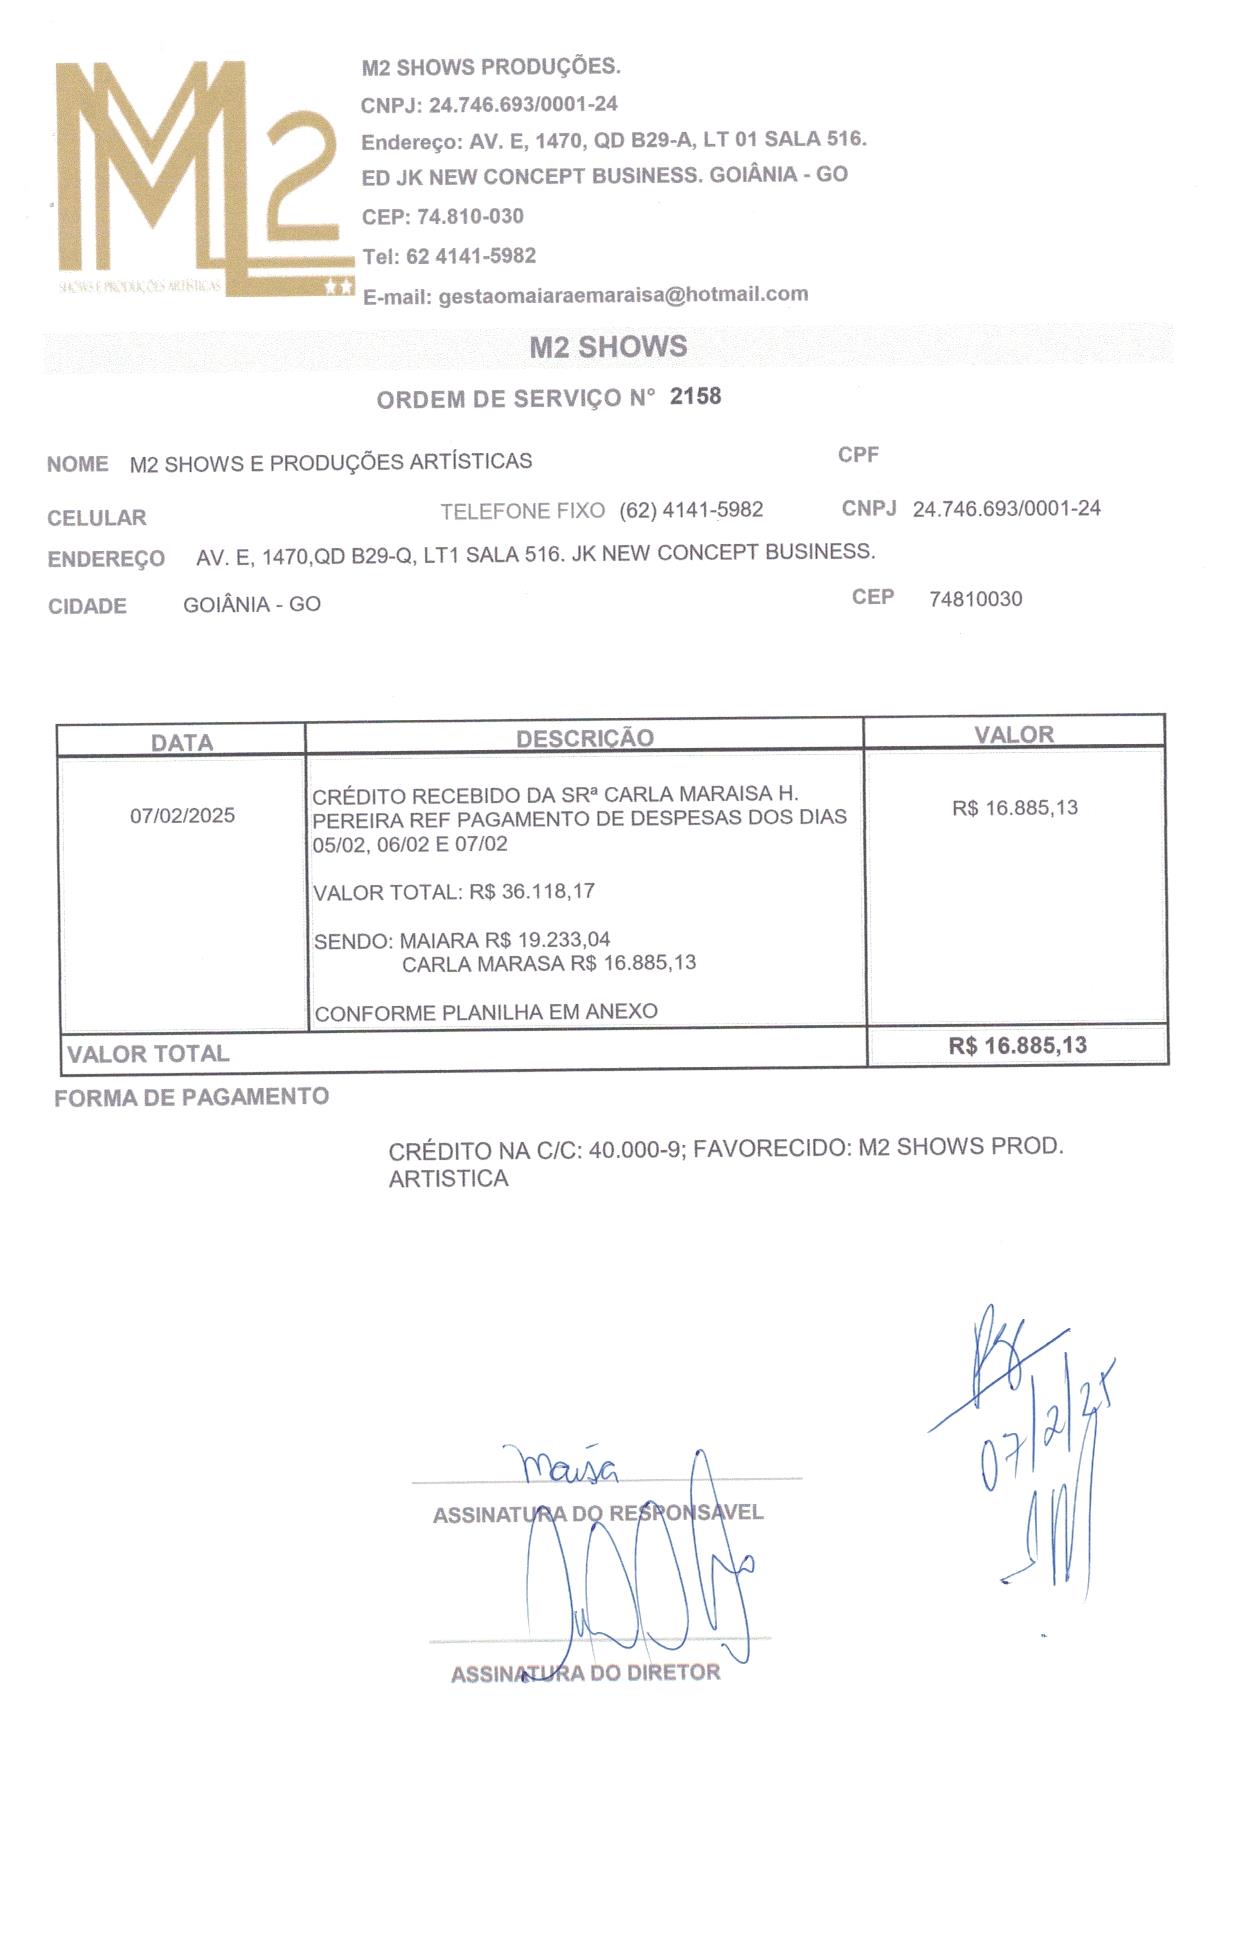 M2 SHOWS PRODUÇÕES.
CNPJ: 24.746.693/0001-24
Endereço: AV. E, 1470, QD B29-A, LT 01 SALA 516.
ED JK NEW CONCEPT BUSINESS. GOIÂNIA - GO
CEP: 74.810-030
Tel: 62 4141-5982
E-mail: gestaomaiaraemaraisa@hotmail.com
M2
SHOWS E PRODUÇÕES ARTÍSTICAS
M2 SHOWS
ORDEM DE SERVIÇO N° 2158
NOME M2 SHOWS E PRODUÇÕES ARTÍSTICAS CPF
CELULAR TELEFONE FIXO (62) 4141-5982 CNPJ 24.746.693/0001-24
ENDEREÇO AV. E, 1470,QD B29-Q, LT1 SALA 516. JK NEW CONCEPT BUSINESS.
CIDADE GOIÂNIA - GO CEP 74810030
DATA DESCRIÇÃO VALOR
07/02/2025 CRÉDITO RECEBIDO DA SRª CARLA MARAISA H. R$ 16.885,13
PEREIRA REF PAGAMENTO DE DESPESAS DOS DIAS
05/02, 06/02 E 07/02
VALOR TOTAL: R$ 36.118,17
SENDO: MAIARA R$ 19.233,04
CARLA MARASA R$ 16.885,13
CONFORME PLANILHA EM ANEXO
VALOR TOTAL R$ 16.885,13
FORMA DE PAGAMENTO
CRÉDITO NA C/C: 40.000-9; FAVORECIDO: M2 SHOWS PROD.
ARTISTICA
07/2/25
Maisa
ASSINATURA DO RESPONSAVEL
ASSINATURA DO DIRETOR